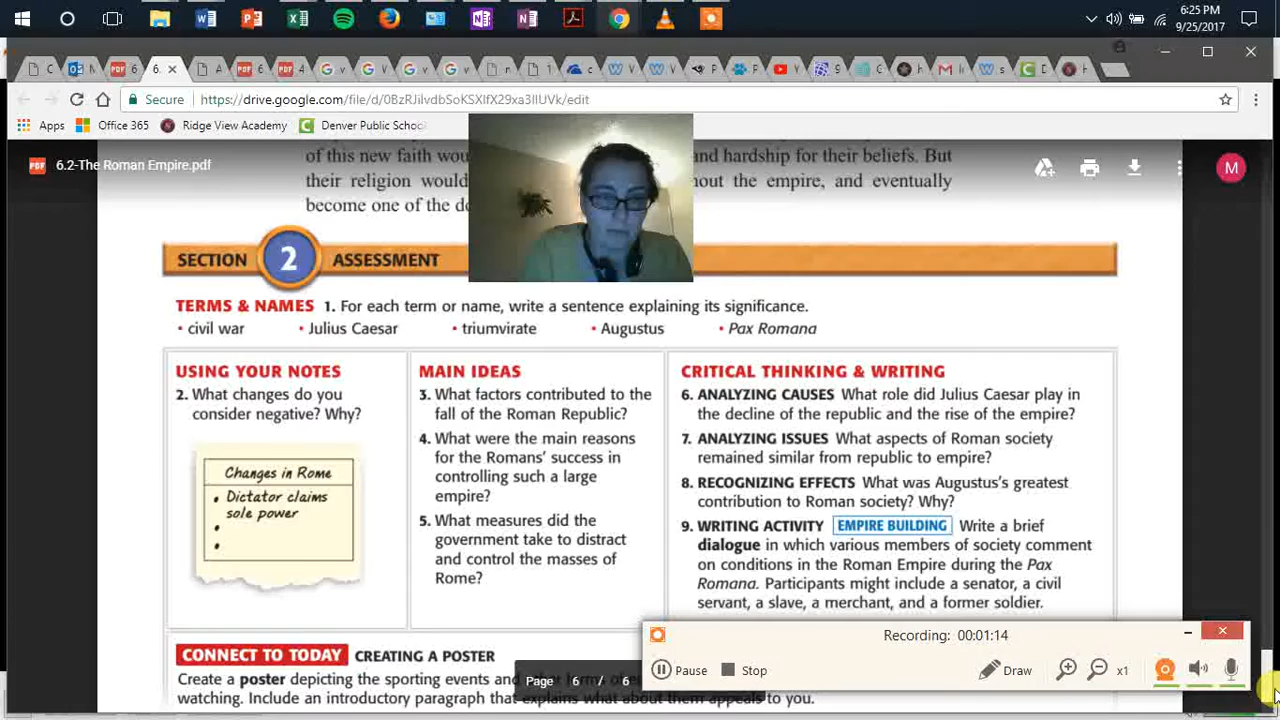 6:25 PM
9/25/2017
6.
Secure
https://drive.google.com/file/d/0BzRJilvdbSoKSXlfX29xa3lIUVk/edit
Apps
Office 365
Ridge View Academy
Denver Public Schoo
6.2-The Roman Empire.pdf
M
of this new faith wou and hardship for their beliefs. But
their religion would hout the empire, and eventually
become one of the do
SECTION 2 ASSESSMENT
TERMS & NAMES 1. For each term or name, write a sentence explaining its significance.
• civil war • Julius Caesar • triumvirate • Augustus • Pax Romana
USING YOUR NOTES
2. What changes do you
consider negative? Why?
Changes in Rome
• Dictator claims
sole power
•
•
MAIN IDEAS
3. What factors contributed to the
fall of the Roman Republic?
4. What were the main reasons
for the Romans' success in
controlling such a large
empire?
5. What measures did the
government take to distract
and control the masses of
Rome?
CRITICAL THINKING & WRITING
6. ANALYZING CAUSES What role did Julius Caesar play in
the decline of the republic and the rise of the empire?
7. ANALYZING ISSUES What aspects of Roman society
remained similar from republic to empire?
8. RECOGNIZING EFFECTS What was Augustus's greatest
contribution to Roman society? Why?
9. WRITING ACTIVITY EMPIRE BUILDING Write a brief
dialogue in which various members of society comment
on conditions in the Roman Empire during the Pax
Romana. Participants might include a senator, a civil
servant, a slave, a merchant, and a former soldier.
CONNECT TO TODAY CREATING A POSTER
Create a poster depicting the sporting events and
watching. Include an introductory paragraph that explains what about them appeals to you.
Page 6 / 6
Recording: 00:01:14
Pause
Stop
Draw
x1